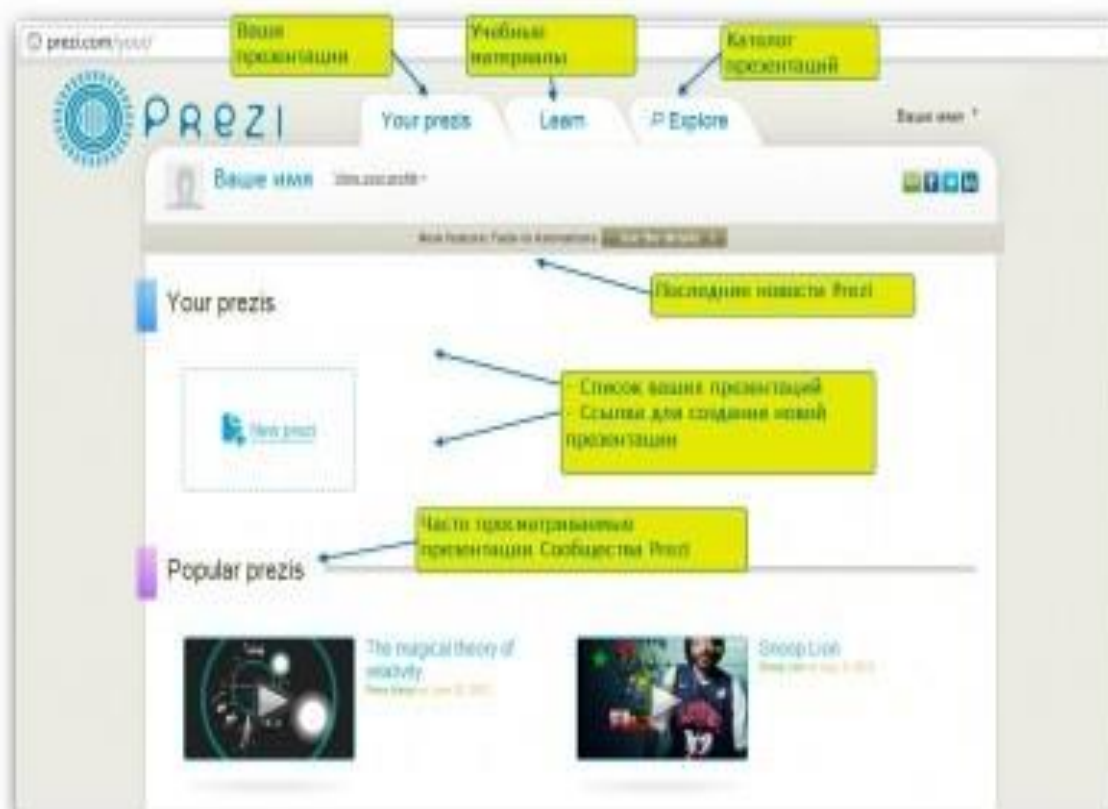 prezi.com/your/
Ваши
презентации
Учебные
материалы
Каталог
презентаций
PREZI
Your prezis
Learn
Explore
Ваше имя
Ваше имя
Последние новости Prezi
Your prezis
- Список ваших презентаций
- Ссылка для создания новой
презентации
New prezi
Часто просматриваемые
презентации Сообщества Prezi
Popular prezis
The magical theory of
relativity
Snoop Lion